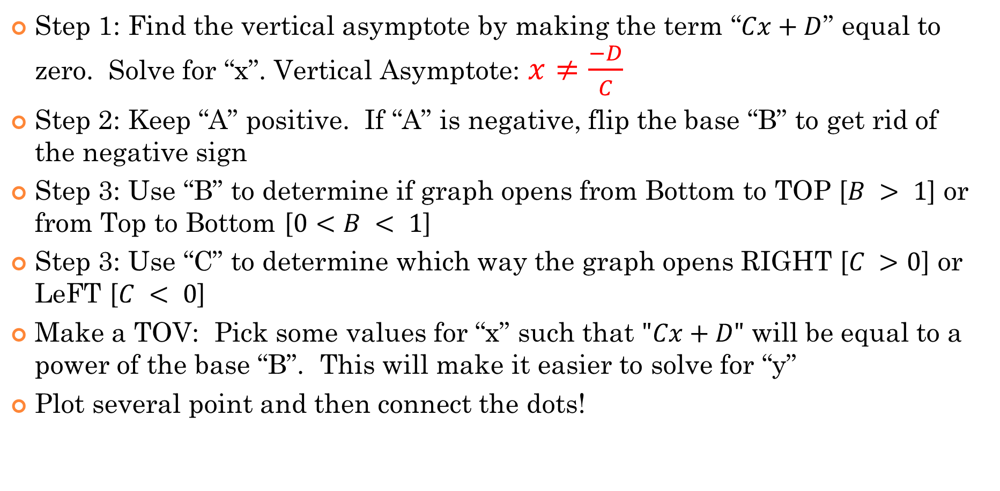 Step 1: Find the vertical asymptote by making the term “Cx + D” equal to
zero.  Solve for “x”. Vertical Asymptote: x ≠ −D/C
Step 2: Keep “A” positive.  If “A” is negative, flip the base “B” to get rid of
the negative sign
Step 3: Use “B” to determine if graph opens from Bottom to TOP [B > 1] or
from Top to Bottom [0 < B < 1]
Step 3: Use “C” to determine which way the graph opens RIGHT [C > 0] or
LeFT [C < 0]
Make a TOV:  Pick some values for “x” such that "Cx + D" will be equal to a
power of the base “B”.  This will make it easier to solve for “y”
Plot several point and then connect the dots!